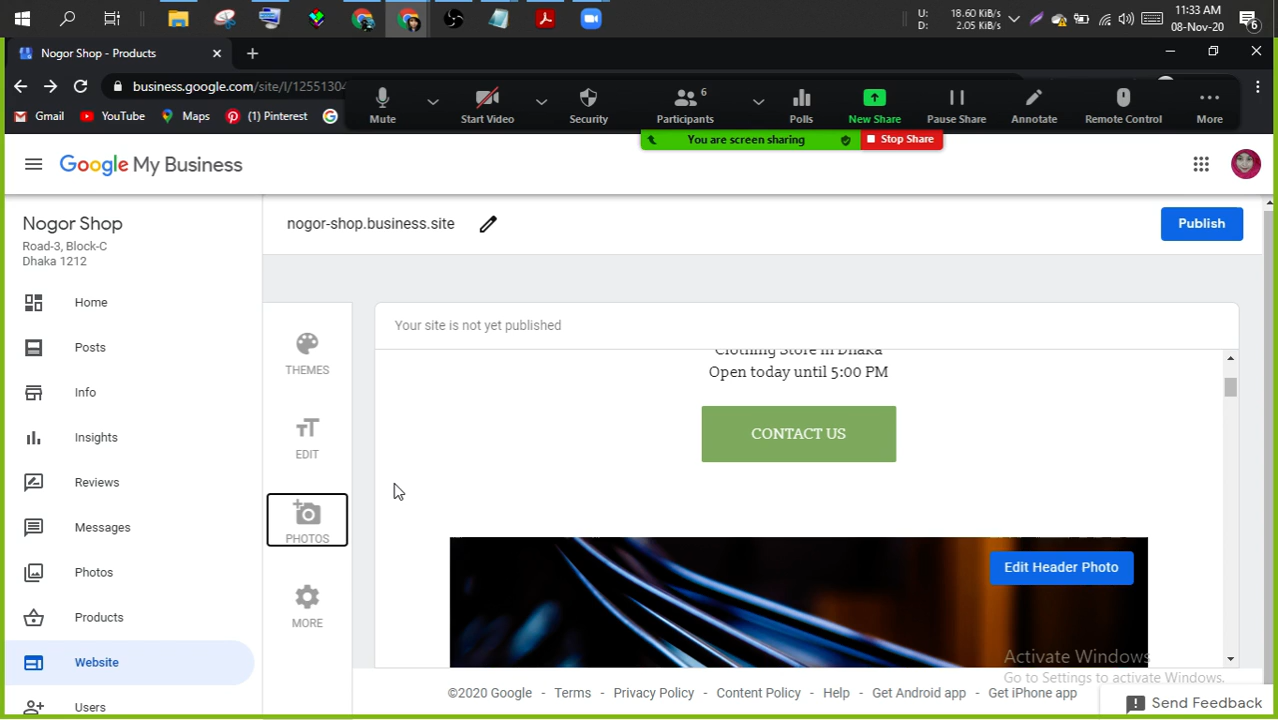 U: 18.60 KiB/s
D: 2.05 KiB/s
11:33 AM
08-Nov-20
6
Nogor Shop - Products
business.google.com/site/l/1255130
Gmail
YouTube
Maps
(1) Pinterest
Mute
Start Video
Security
Participants
6
Polls
New Share
Pause Share
Annotate
Remote Control
More
You are screen sharing
Stop Share
Google My Business
Nogor Shop
Road-3, Block-C
Dhaka 1212
Home
Posts
Info
Insights
Reviews
Messages
Photos
Products
Website
Users
nogor-shop.business.site
Publish
THEMES
EDIT
PHOTOS
MORE
Your site is not yet published
Clothing Store in Dhaka
Open today until 5:00 PM
CONTACT US
Edit Header Photo
Activate Windows
Go to Settings to activate Windows.
©2020 Google - Terms - Privacy Policy - Content Policy - Help - Get Android app - Get iPhone app
Send Feedback